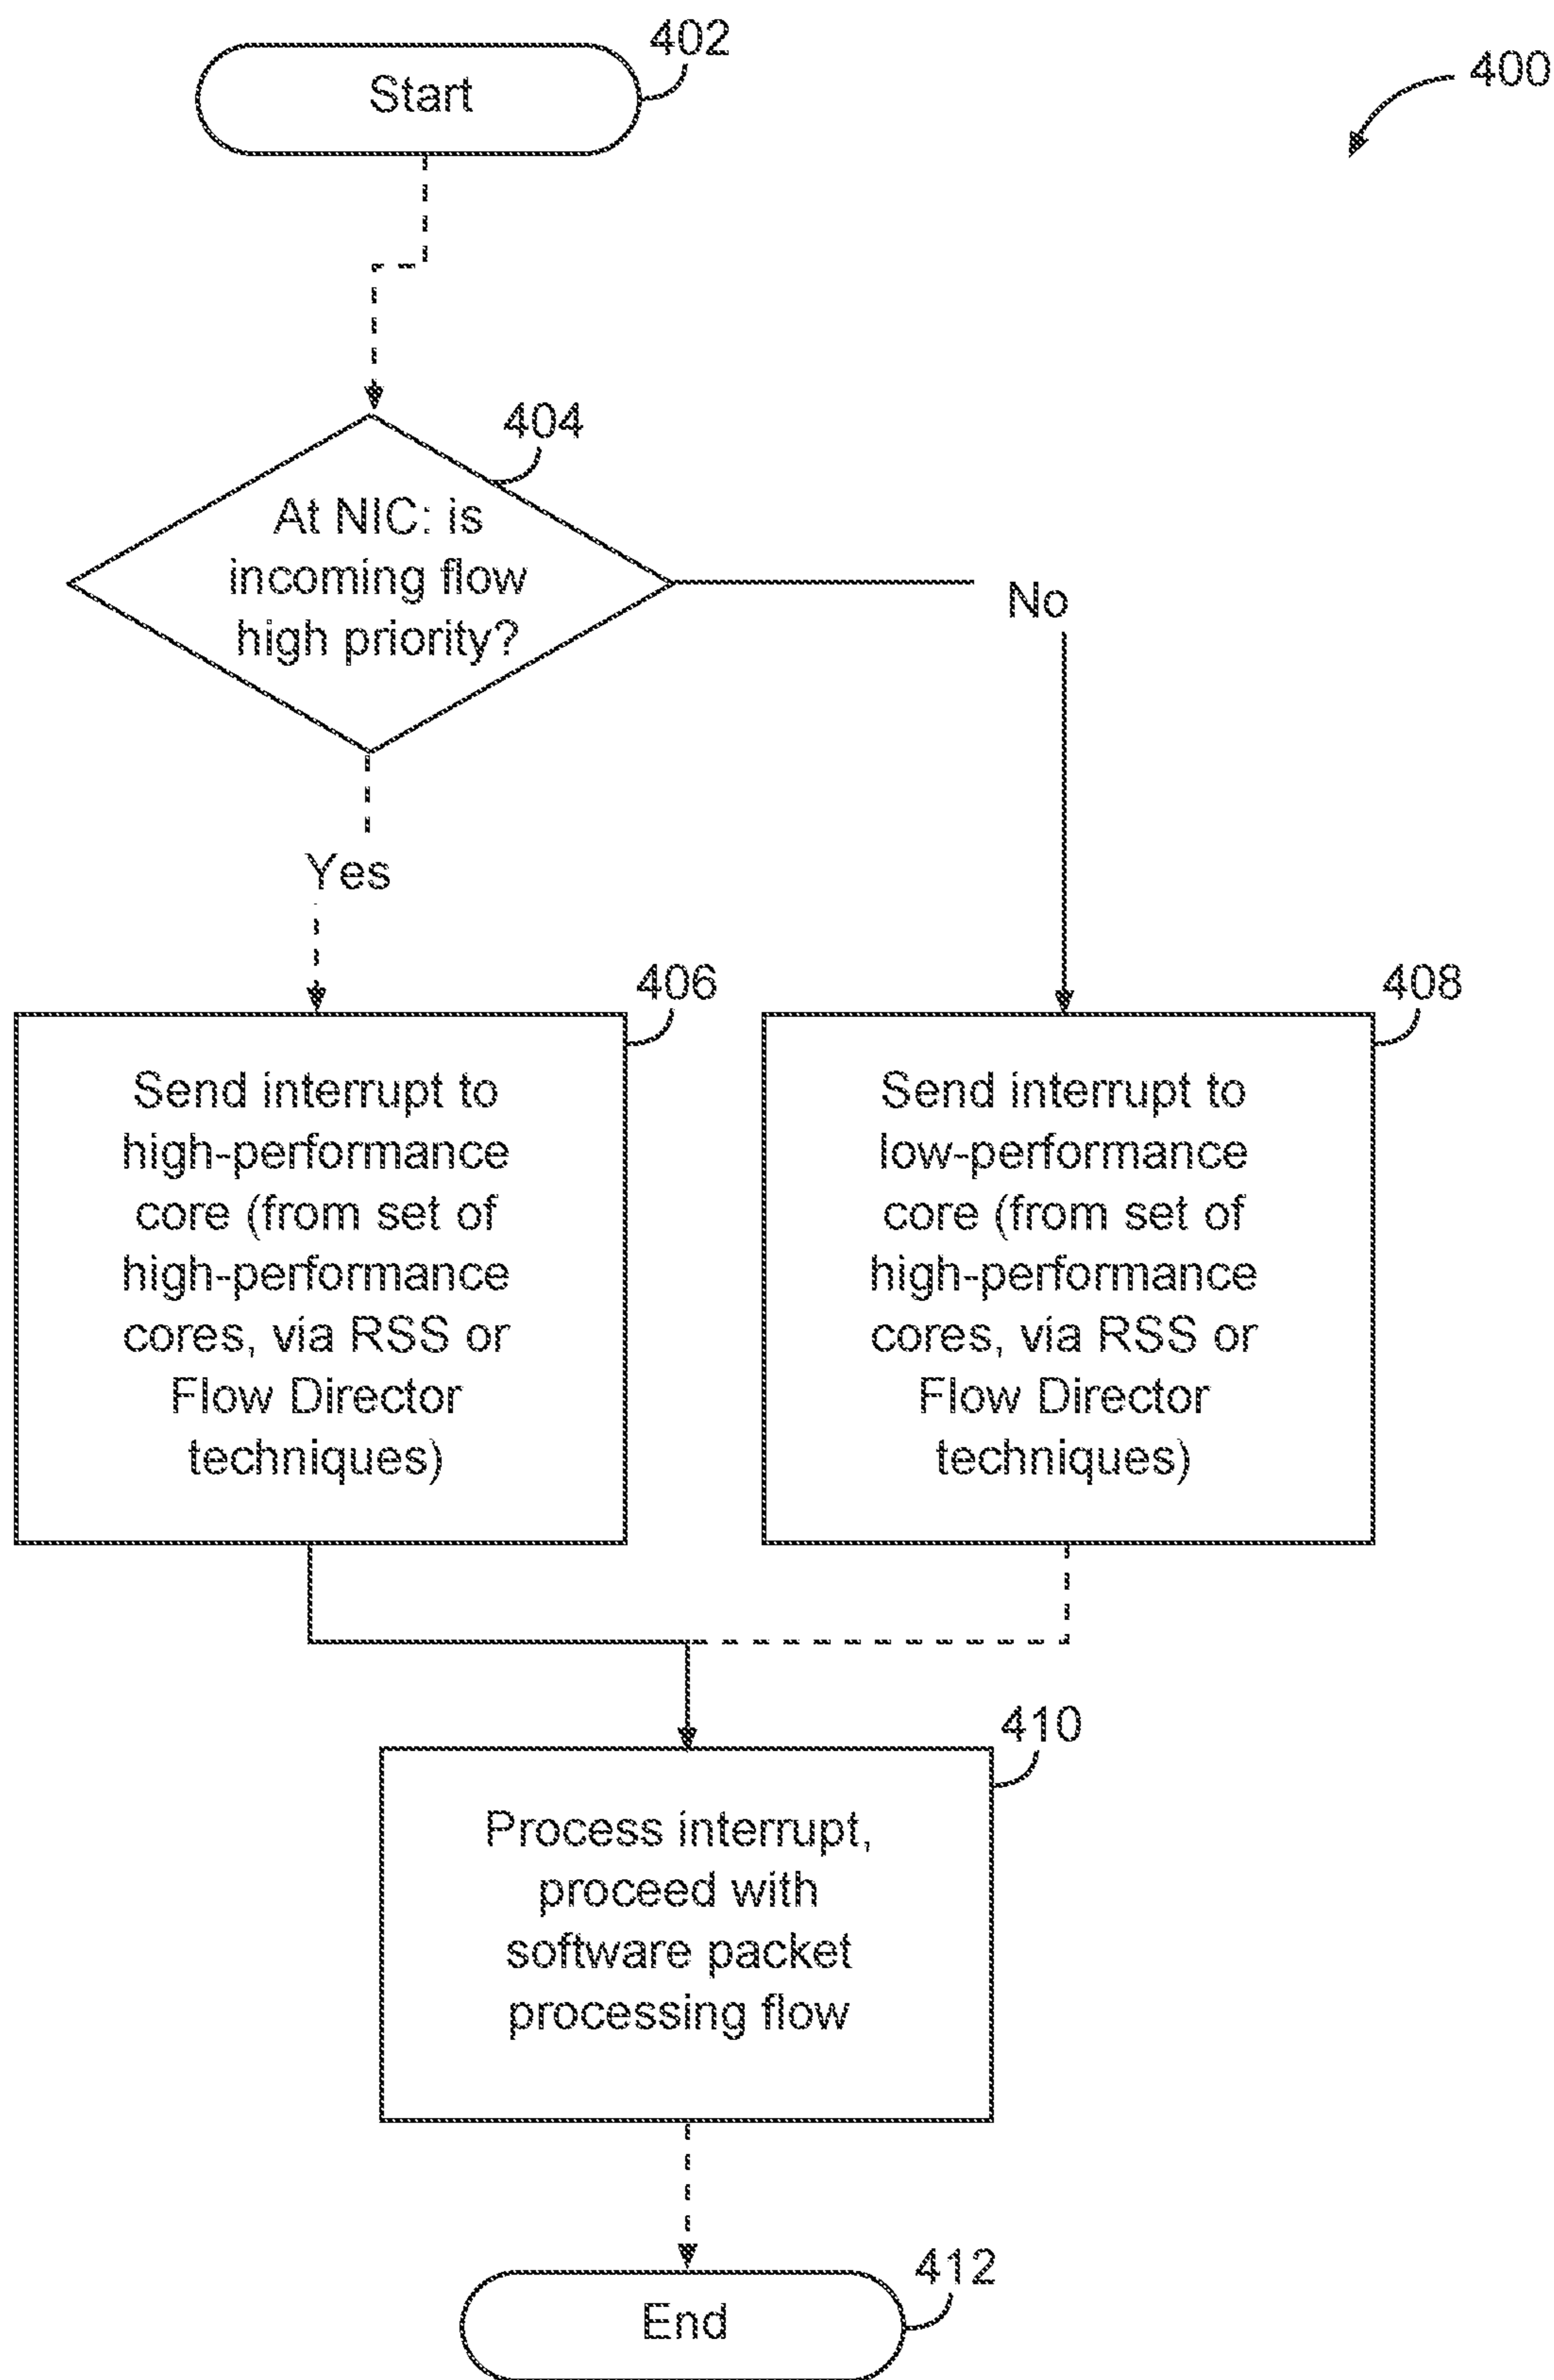 402
Start
400
404
At NIC: is
incoming flow
high priority?
No
Yes
406
Send interrupt to
high-performance
core (from set of
high-performance
cores, via RSS or
Flow Director
techniques)
408
Send interrupt to
low-performance
core (from set of
high-performance
cores, via RSS or
Flow Director
techniques)
410
Process interrupt,
proceed with
software packet
processing flow
412
End